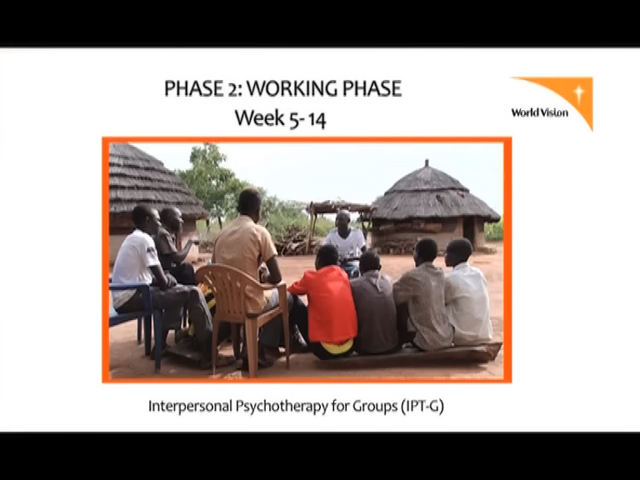 PHASE 2: WORKING PHASE
Week 5-14
World Vision
Interpersonal Psychotherapy for Groups (IPT-G)